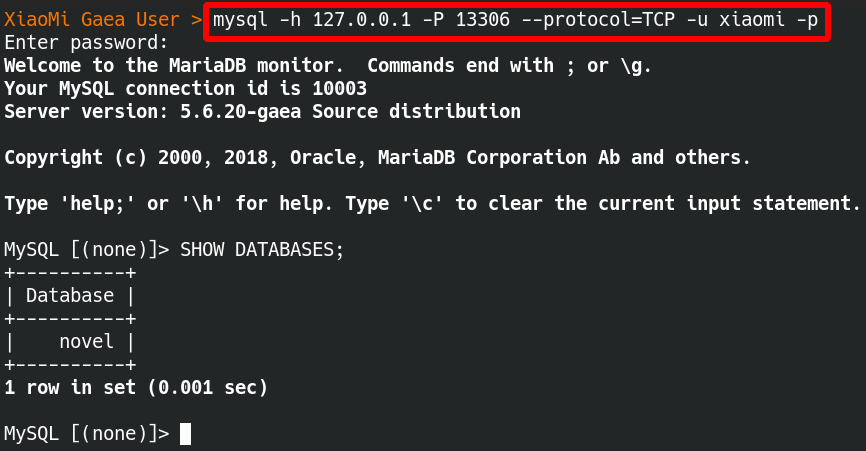 XiaoMi Gaea User > mysql -h 127.0.0.1 -P 13306 --protocol=TCP -u xiaomi -p
Enter password:
Welcome to the MariaDB monitor.  Commands end with ; or \g.
Your MySQL connection id is 10003
Server version: 5.6.20-gaea Source distribution

Copyright (c) 2000, 2018, Oracle, MariaDB Corporation Ab and others.

Type 'help;' or '\h' for help. Type '\c' to clear the current input statement.

MySQL [(none)]> SHOW DATABASES;
+----------+
| Database |
+----------+
|    novel |
+----------+
1 row in set (0.001 sec)

MySQL [(none)]>